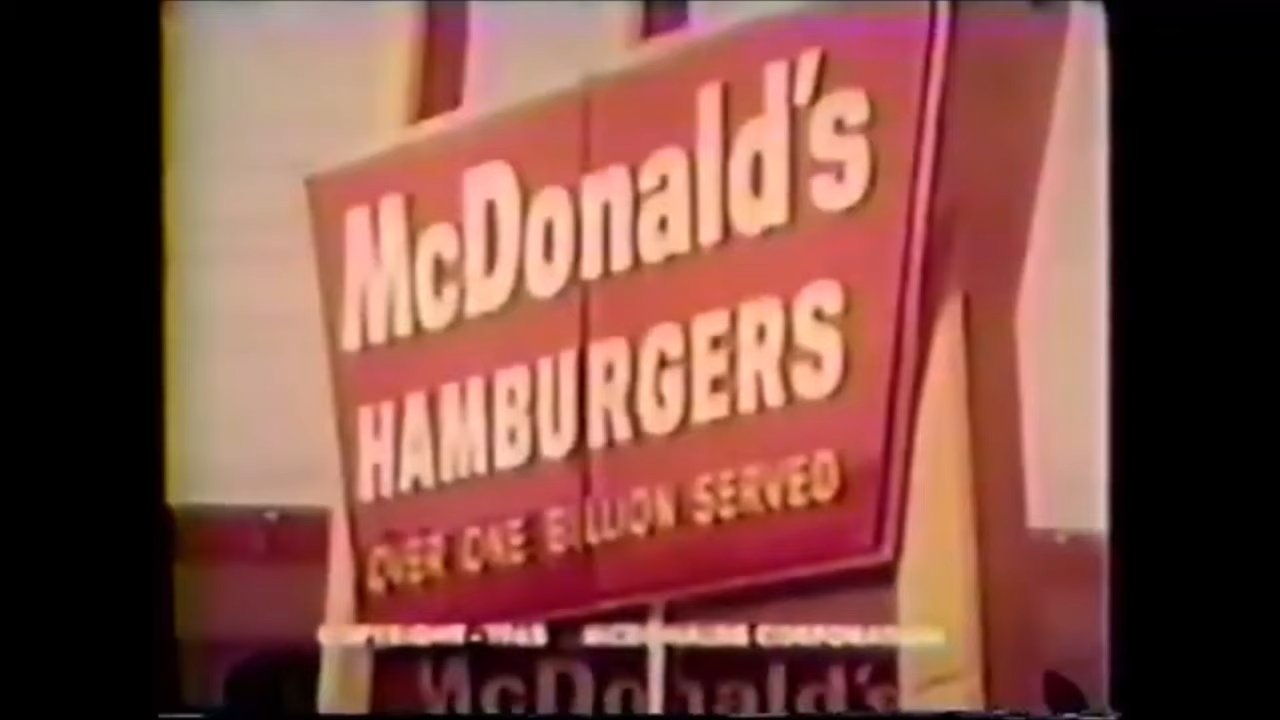 McDonald's
HAMBURGERS
OVER ONE BILLION SERVED
COPYRIGHT - MCDONALDS CORPORATION
McDonald's